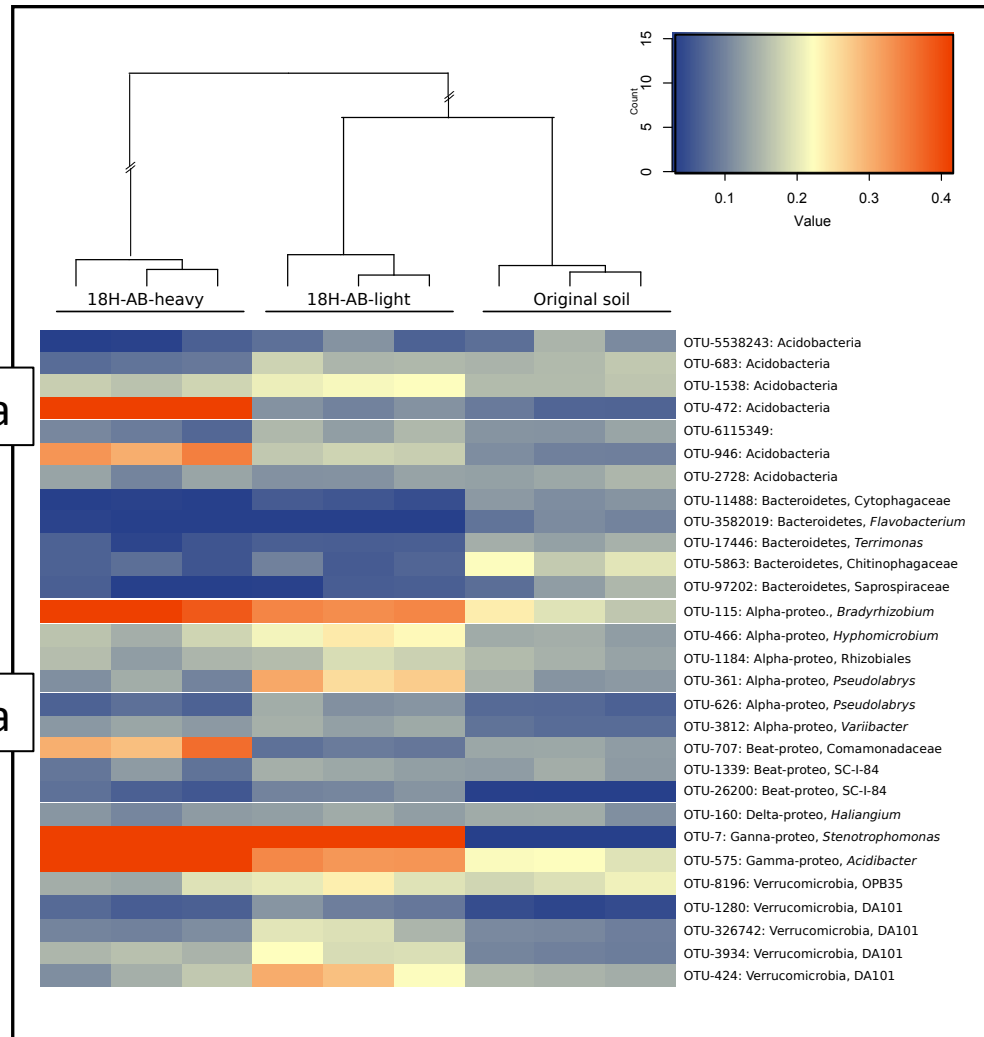 15
10
5
0
Count
0.1 0.2 0.3 0.4
Value
18H-AB-heavy 18H-AB-light Original soil
OTU-5538243: Acidobacteria
OTU-683: Acidobacteria
OTU-1538: Acidobacteria
a
OTU-472: Acidobacteria
OTU-6115349:
OTU-946: Acidobacteria
OTU-2728: Acidobacteria
OTU-11488: Bacteroidetes, Cytophagaceae
OTU-3582019: Bacteroidetes, Flavobacterium
OTU-17446: Bacteroidetes, Terrimonas
OTU-5863: Bacteroidetes, Chitinophagaceae
OTU-97202: Bacteroidetes, Saprospiraceae
OTU-115: Alpha-proteo., Bradyrhizobium
OTU-466: Alpha-proteo, Hyphomicrobium
OTU-1184: Alpha-proteo, Rhizobiales
OTU-361: Alpha-proteo, Pseudolabrys
OTU-626: Alpha-proteo, Pseudolabrys
a
OTU-3812: Alpha-proteo, Variibacter
OTU-707: Beat-proteo, Comamonadaceae
OTU-1339: Beat-proteo, SC-I-84
OTU-26200: Beat-proteo, SC-I-84
OTU-160: Delta-proteo, Haliangium
OTU-7: Ganna-proteo, Stenotrophomonas
OTU-575: Gamma-proteo, Acidibacter
OTU-8196: Verrucomicrobia, OPB35
OTU-1280: Verrucomicrobia, DA101
OTU-326742: Verrucomicrobia, DA101
OTU-3934: Verrucomicrobia, DA101
OTU-424: Verrucomicrobia, DA101